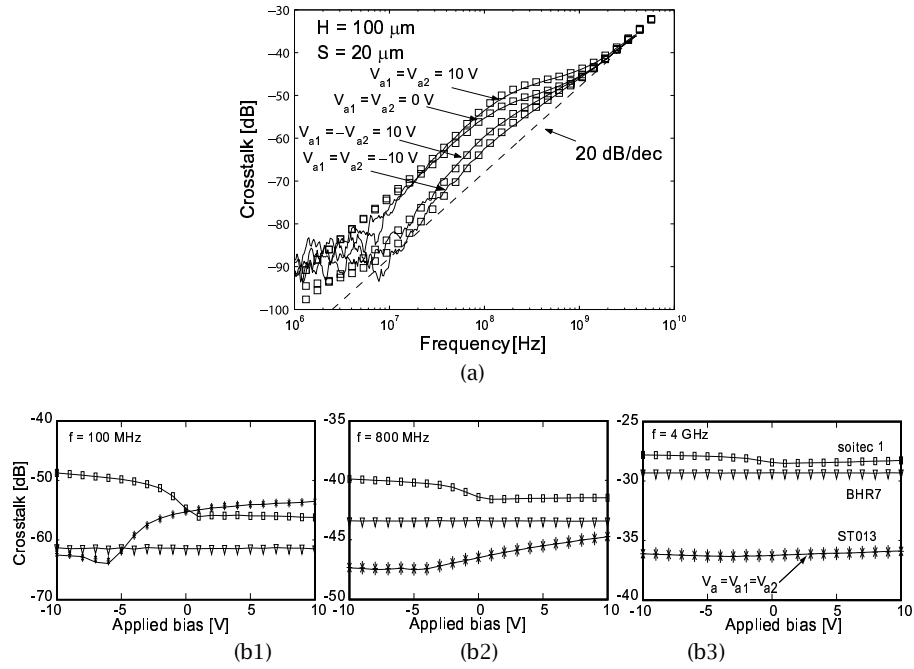 H = 100 μm
S = 20 μm
V_a1 = V_a2 = 10 V
V_a1 = V_a2 = 0 V
V_a1 = −V_a2 = 10 V
V_a1 = V_a2 = −10 V
20 dB/dec
Crosstalk [dB]
−30
−40
−50
−60
−70
−80
−90
−100
10^6 10^7 10^8 10^9 10^10
Frequency[Hz]
(a)
Crosstalk [dB]
-40
-50
-60
-70
f = 100 MHz
-10 -5 0 5 10
Applied bias [V]
(b1)
-35
-40
-45
-50
f = 800 MHz
-10 -5 0 5 10
Applied bias [V]
(b2)
-25
-30
-35
-40
f = 4 GHz
soitec 1
BHR7
ST013
V_a=V_a1=V_a2
-10 -5 0 5 10
Applied bias [V]
(b3)